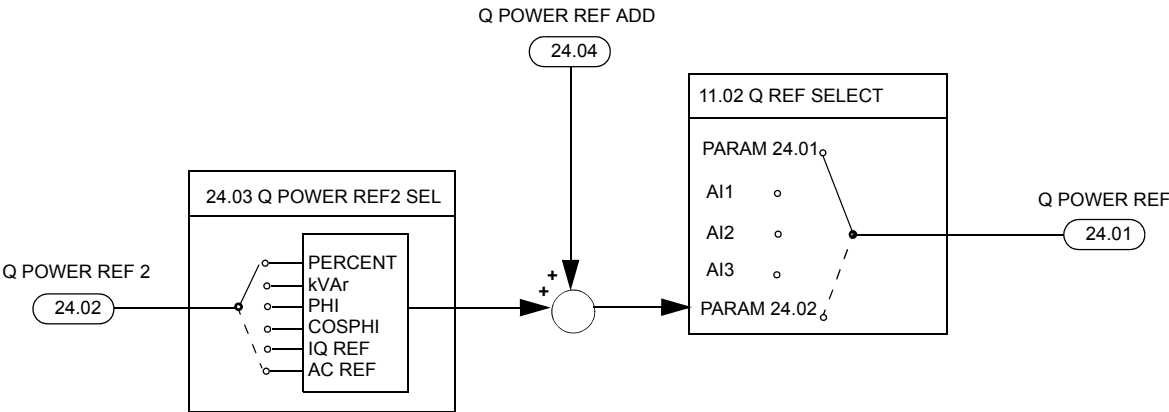 Q POWER REF ADD
24.04
11.02 Q REF SELECT
PARAM 24.01
AI1
AI2
AI3
PARAM 24.02
Q POWER REF
24.01
24.03 Q POWER REF2 SEL
PERCENT
kVAr
PHI
COSPHI
IQ REF
AC REF
Q POWER REF 2
24.02
+
+